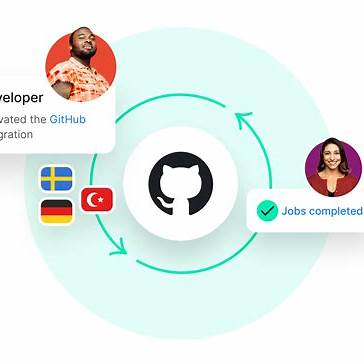 veloper
vated the GitHub
gration
Jobs completed